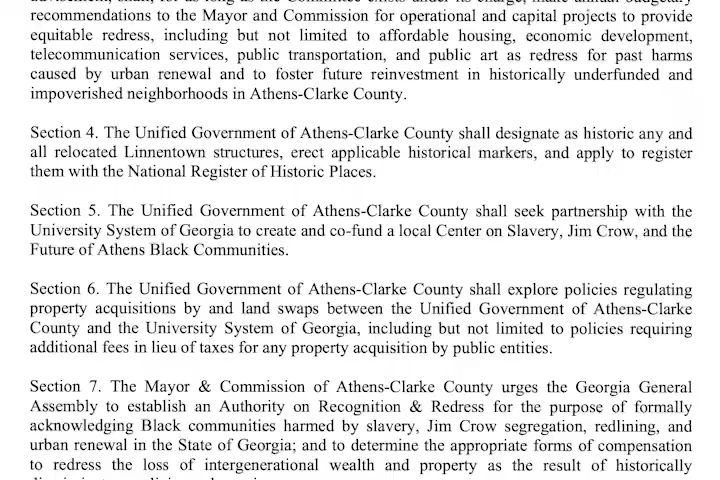 recommendations to the Mayor and Commission for operational and capital projects to provide
equitable redress, including but not limited to affordable housing, economic development,
telecommunication services, public transportation, and public art as redress for past harms
caused by urban renewal and to foster future reinvestment in historically underfunded and
impoverished neighborhoods in Athens-Clarke County.
Section 4. The Unified Government of Athens-Clarke County shall designate as historic any and
all relocated Linnentown structures, erect applicable historical markers, and apply to register
them with the National Register of Historic Places.
Section 5. The Unified Government of Athens-Clarke County shall seek partnership with the
University System of Georgia to create and co-fund a local Center on Slavery, Jim Crow, and the
Future of Athens Black Communities.
Section 6. The Unified Government of Athens-Clarke County shall explore policies regulating
property acquisitions by and land swaps between the Unified Government of Athens-Clarke
County and the University System of Georgia, including but not limited to policies requiring
additional fees in lieu of taxes for any property acquisition by public entities.
Section 7. The Mayor & Commission of Athens-Clarke County urges the Georgia General
Assembly to establish an Authority on Recognition & Redress for the purpose of formally
acknowledging Black communities harmed by slavery, Jim Crow segregation, redlining, and
urban renewal in the State of Georgia; and to determine the appropriate forms of compensation
to redress the loss of intergenerational wealth and property as the result of historically